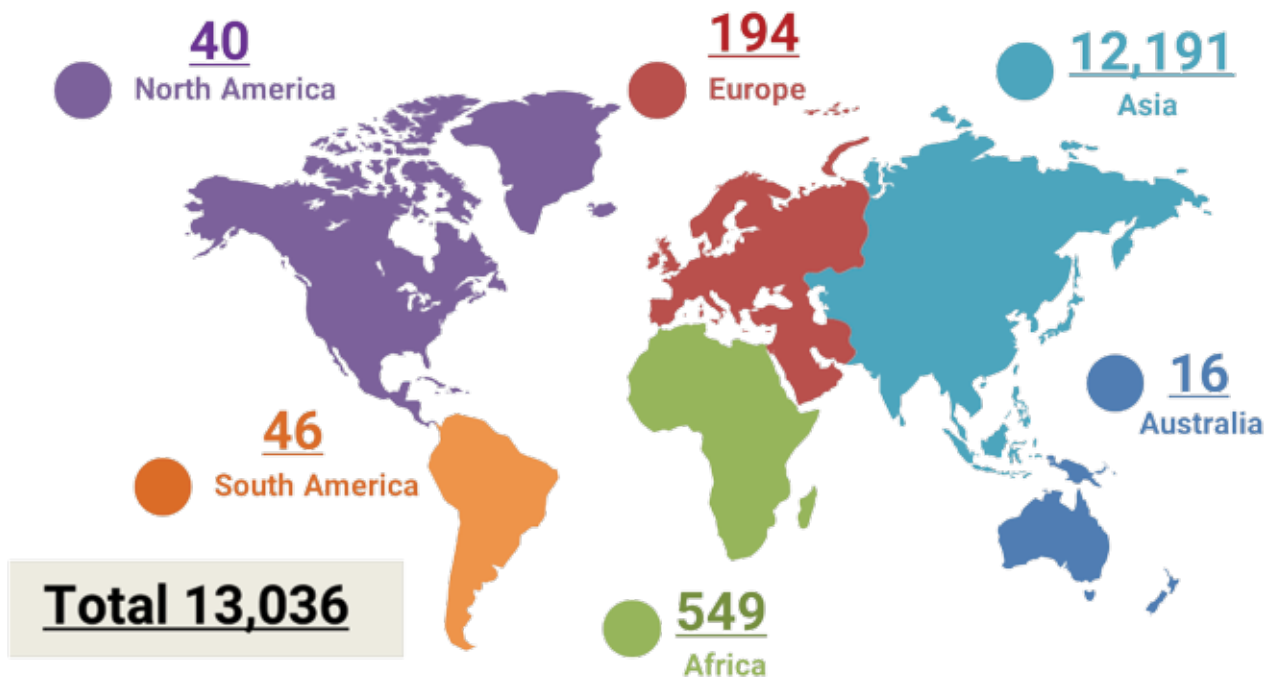 40
North America
194
Europe
12,191
Asia
16
Australia
46
South America
Total 13,036
549
Africa